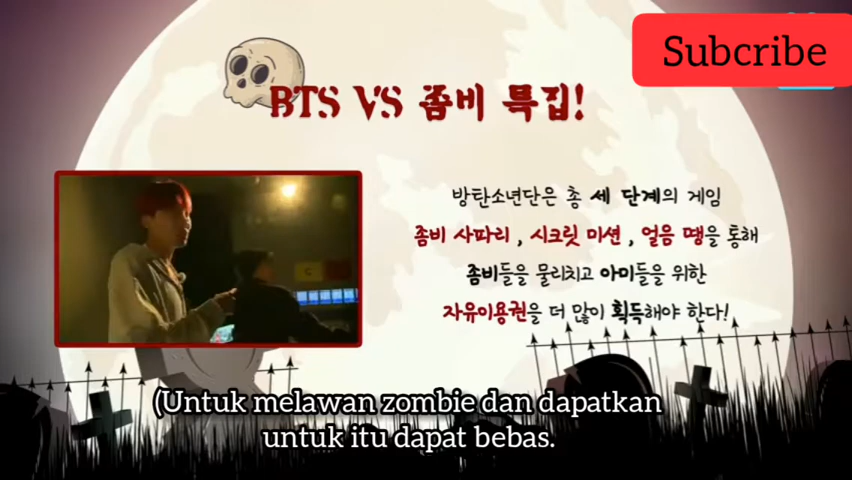 Subcribe
BTS VS 좀비 특집!
방탄소년단은 총 세 단계의 게임
좀비 사파리, 시크릿 미션, 얼음 땡을 통해
좀비들을 물리치고 아미들을 위한
자유이용권을 더 많이 획득해야 한다!
(Untuk melawan zombie dan dapatkan
untuk itu dapat bebas.